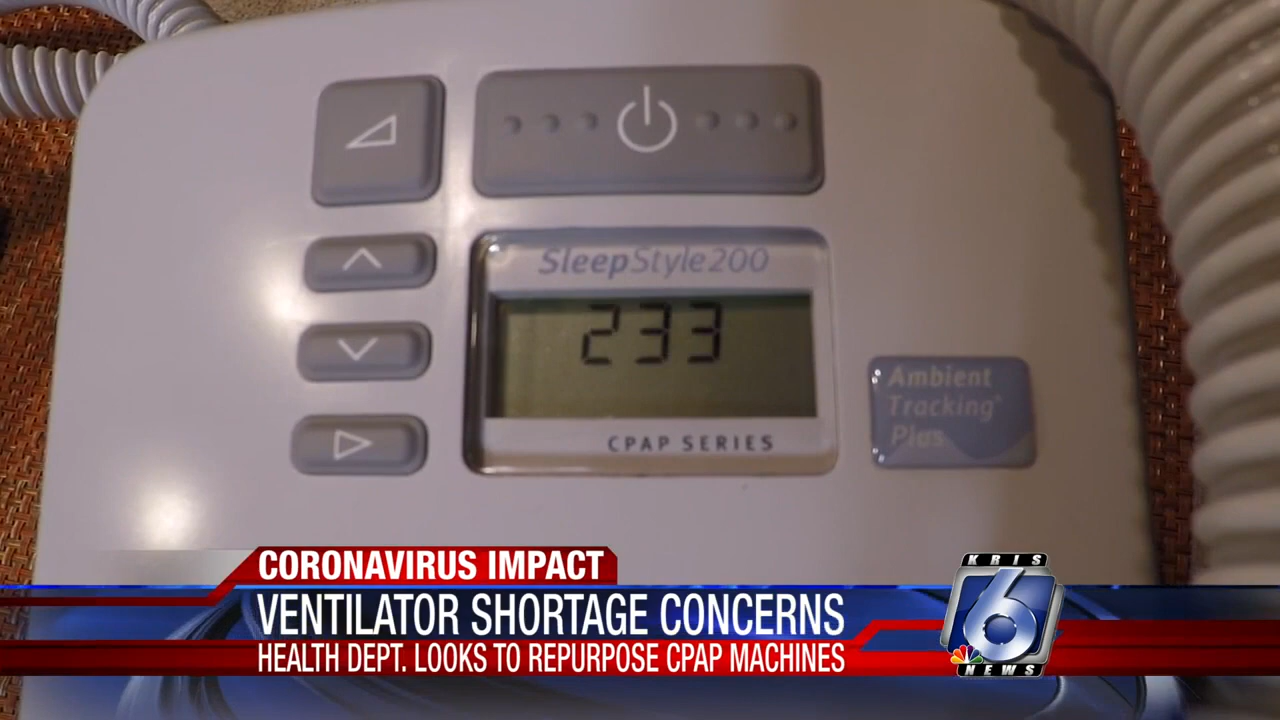 SleepStyle200
233
CPAP SERIES
Ambient
Tracking®
Plus
CORONAVIRUS IMPACT
VENTILATOR SHORTAGE CONCERNS
HEALTH DEPT. LOOKS TO REPURPOSE CPAP MACHINES
KRIS
6
NEWS